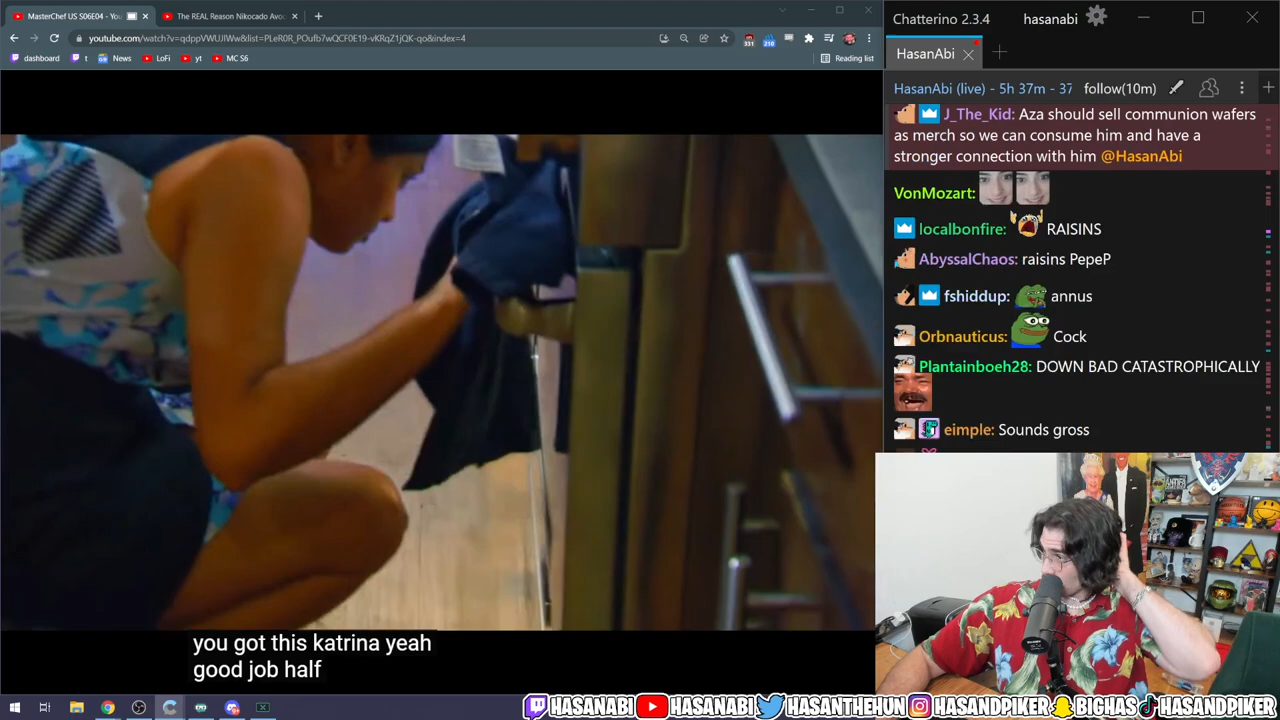 MasterChef US S06E04 - You
The REAL Reason Nikocado Avoc
youtube.com/watch?v=qdppVWUJlWw&list=PLeR0R_POufb7wQCF0E19-vKRqZ1jQK-qo&index=4
331
210
dashboard
t
News
LoFi
yt
MC S6
Reading list
Chatterino 2.3.4
hasanabi
HasanAbi
HasanAbi (live) - 5h 37m - 37
follow(10m)
J_The_Kid: Aza should sell communion wafers
as merch so we can consume him and have a
stronger connection with him @HasanAbi
VonMozart:
localbonfire: RAISINS
AbyssalChaos: raisins PepeP
fshiddup: annus
Orbnauticus: Cock
Plantainboeh28: DOWN BAD CATASTROPHICALLY
eimple: Sounds gross
you got this katrina yeah
good job half
HASANABI HASANABI HASANTHEHUN HASANDPIKER BIGHAS HASANDPIKER